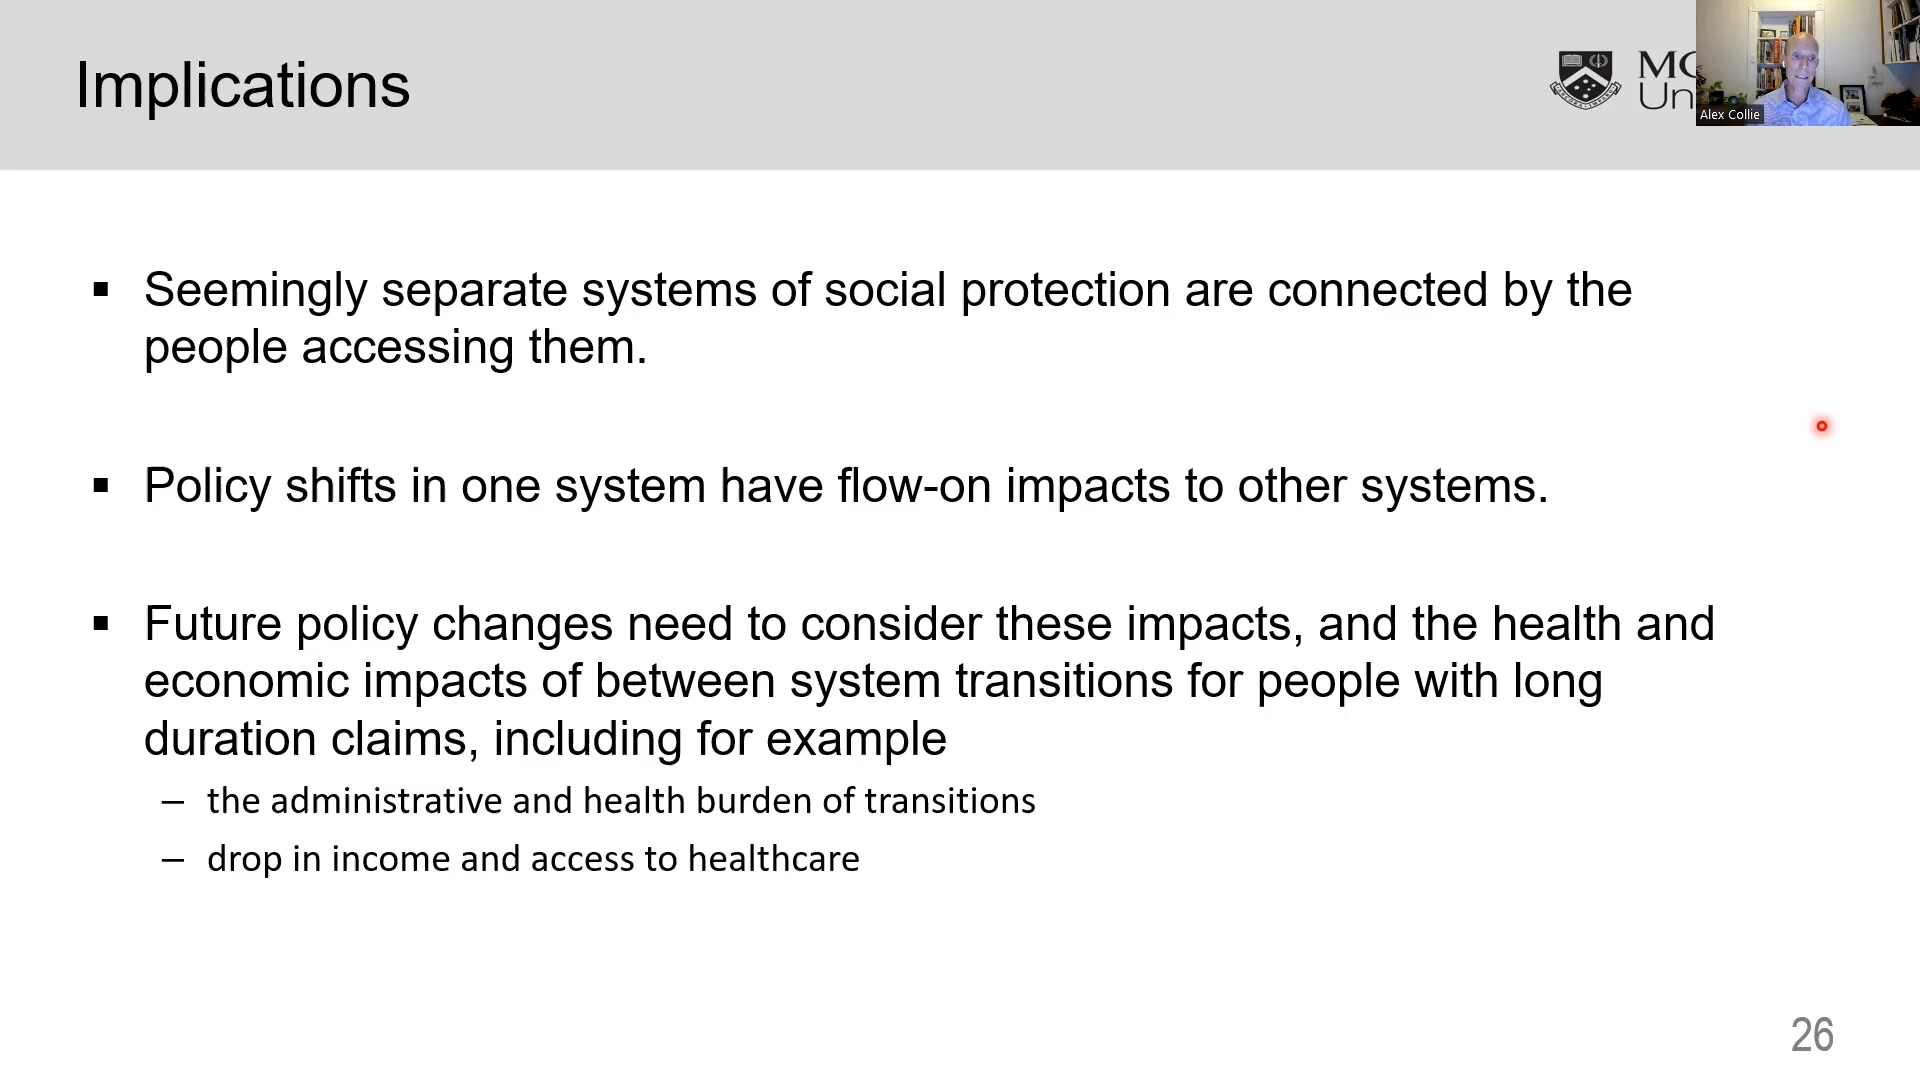 Implications
Alex Collie
▪ Seemingly separate systems of social protection are connected by the
people accessing them.
▪ Policy shifts in one system have flow-on impacts to other systems.
▪ Future policy changes need to consider these impacts, and the health and
economic impacts of between system transitions for people with long
duration claims, including for example
– the administrative and health burden of transitions
– drop in income and access to healthcare
26